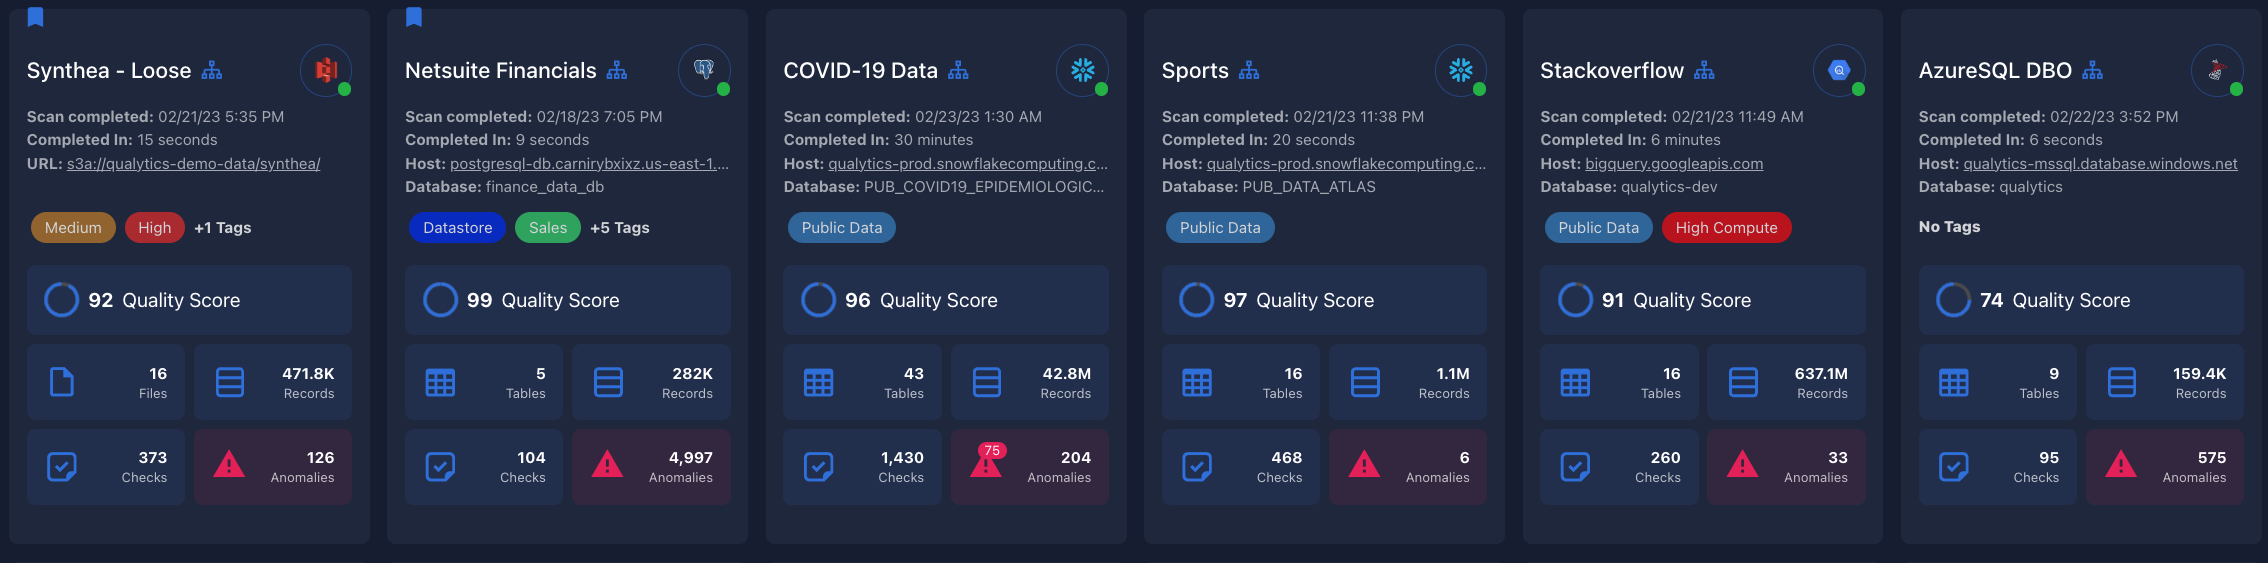 Synthea - Loose
Scan completed: 02/21/23 5:35 PM
Completed In: 15 seconds
URL: s3a://qualytics-demo-data/synthea/
Medium High +1 Tags
92 Quality Score
16
Files
471.8K
Records
373
Checks
126
Anomalies
Netsuite Financials
Scan completed: 02/18/23 7:05 PM
Completed In: 9 seconds
Host: postgresql-db.carnirybxixz.us-east-1....
Database: finance_data_db
Datastore Sales +5 Tags
99 Quality Score
5
Tables
282K
Records
104
Checks
4,997
Anomalies
COVID-19 Data
Scan completed: 02/23/23 1:30 AM
Completed In: 30 minutes
Host: qualytics-prod.snowflakecomputing.c...
Database: PUB_COVID19_EPIDEMIOLOGIC...
Public Data
96 Quality Score
43
Tables
42.8M
Records
1,430
Checks
75
204
Anomalies
Sports
Scan completed: 02/21/23 11:38 PM
Completed In: 20 seconds
Host: qualytics-prod.snowflakecomputing.c...
Database: PUB_DATA_ATLAS
Public Data
97 Quality Score
16
Tables
1.1M
Records
468
Checks
6
Anomalies
Stackoverflow
Scan completed: 02/21/23 11:49 AM
Completed In: 6 minutes
Host: bigquery.googleapis.com
Database: qualytics-dev
Public Data High Compute
91 Quality Score
16
Tables
637.1M
Records
260
Checks
33
Anomalies
AzureSQL DBO
Scan completed: 02/22/23 3:52 PM
Completed In: 6 seconds
Host: qualytics-mssql.database.windows.net
Database: qualytics
No Tags
74 Quality Score
9
Tables
159.4K
Records
95
Checks
575
Anomalies